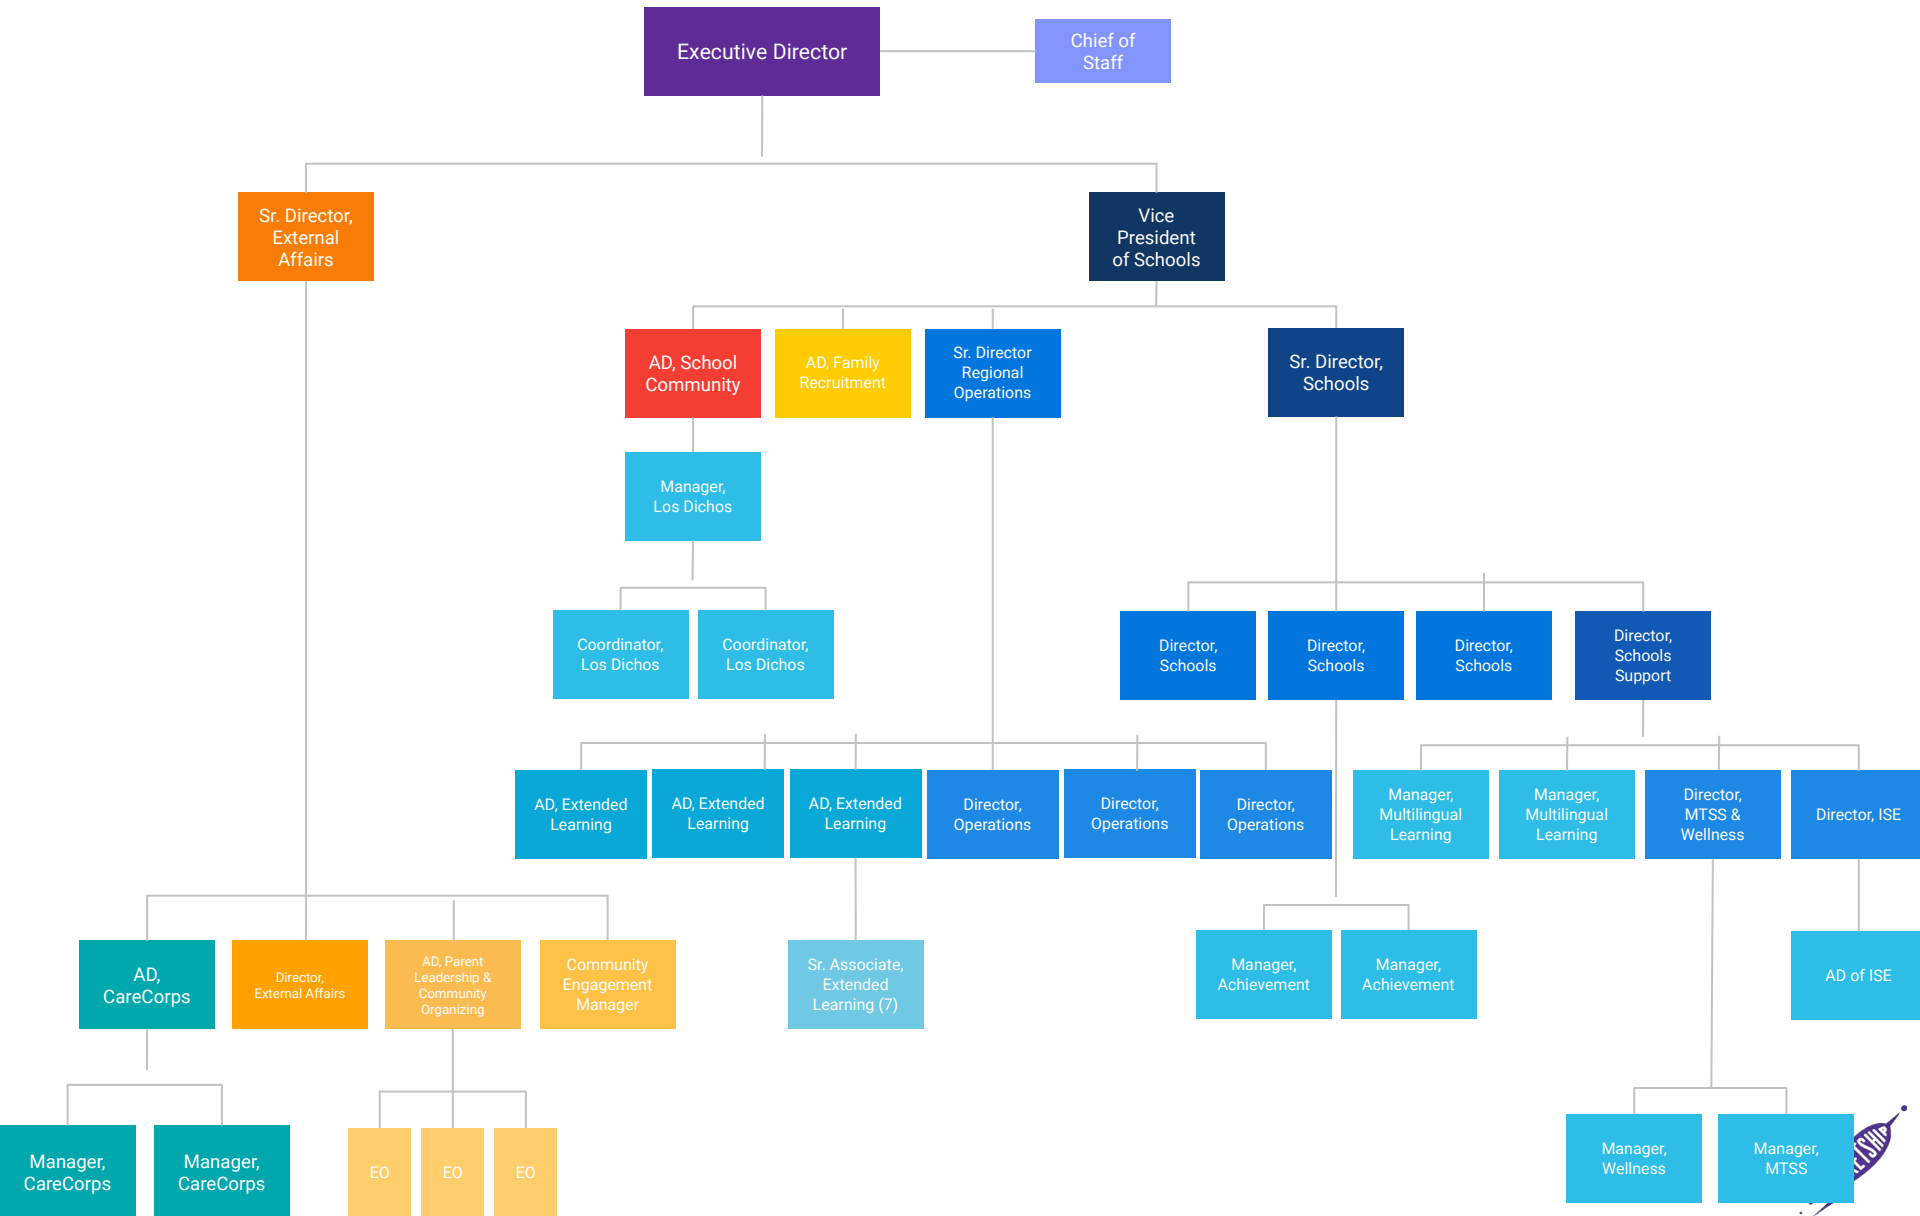 Executive Director
Chief of
Staff
Sr. Director,
External
Affairs
Vice
President
of Schools
AD, School
Community
AD, Family
Recruitment
Sr. Director
Regional
Operations
Sr. Director,
Schools
Manager,
Los Dichos
Coordinator,
Los Dichos
Coordinator,
Los Dichos
Director,
Schools
Director,
Schools
Director,
Schools
Director,
Schools
Support
AD, Extended
Learning
AD, Extended
Learning
AD, Extended
Learning
Director,
Operations
Director,
Operations
Director,
Operations
Manager,
Multilingual
Learning
Manager,
Multilingual
Learning
Director,
MTSS &
Wellness
Director, ISE
AD,
CareCorps
Director,
External Affairs
AD, Parent
Leadership &
Community
Organizing
Community
Engagement
Manager
Sr. Associate,
Extended
Learning (7)
Manager,
Achievement
Manager,
Achievement
AD of ISE
Manager,
CareCorps
Manager,
CareCorps
EO
EO
EO
Manager,
Wellness
Manager,
MTSS